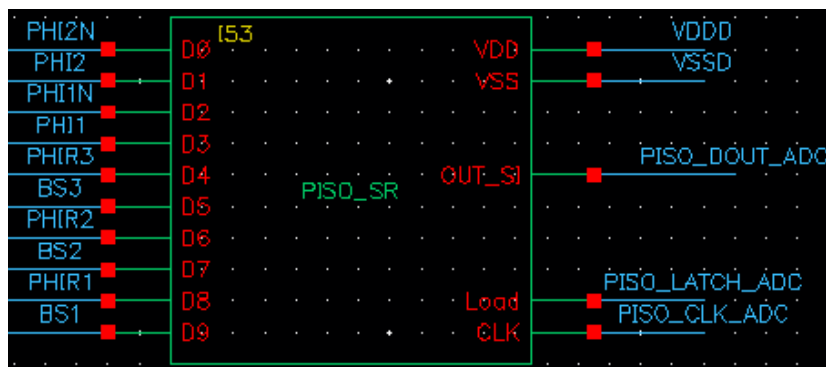 PHI2N D0 I53 VDD VDDD
PHI2 D1 VSS VSSD
PHI1N D2
PHI1 D3
PHIR3 D4 PISO_SR OUT_SI PISO_DOUT_ADC
BS3 D5
PHIR2 D6
BS2 D7
PHIR1 D8 Load PISO_LATCH_ADC
BS1 D9 CLK PISO_CLK_ADC